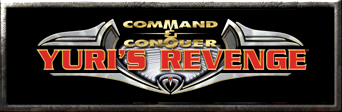 COMMAND
&
CONQUER
YURI'S REVENGE